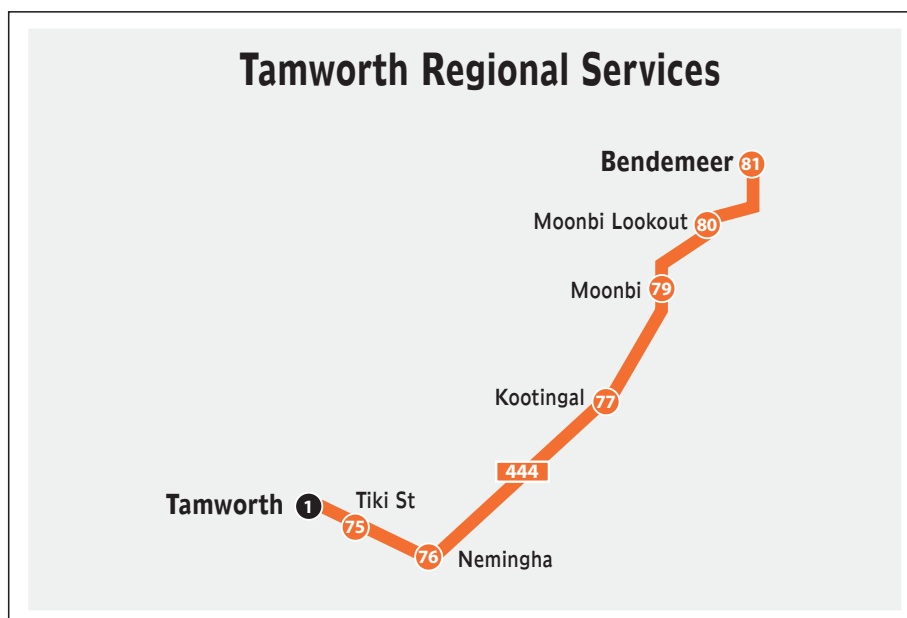 Tamworth Regional Services
Bendemeer 81
Moonbi Lookout 80
Moonbi 79
Kootingal 77
444
Tamworth 1
Tiki St
75
76
Nemingha